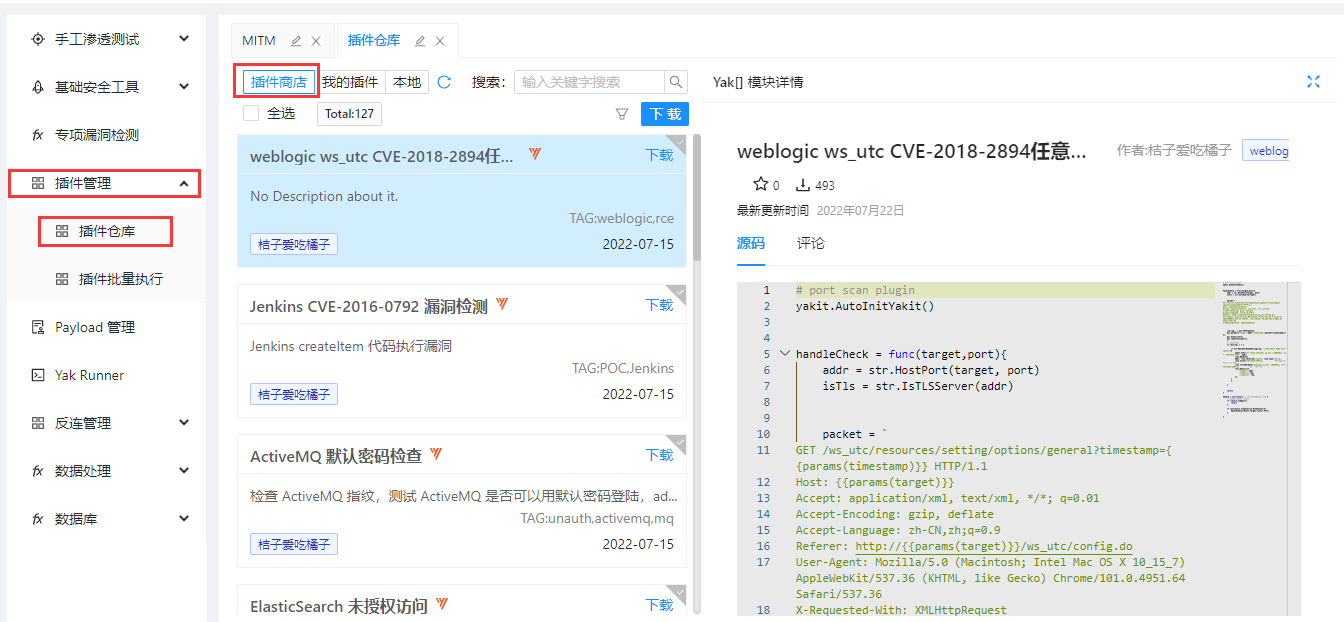 手工渗透测试
基础安全工具
专项漏洞检测
插件管理
插件仓库
插件批量执行
Payload 管理
Yak Runner
反连管理
数据处理
数据库
MITM
插件仓库
插件商店 我的插件 本地 搜索: 输入关键字搜索
全选 Total:127 下 载
weblogic ws_utc CVE-2018-2894任... 下载
No Description about it.
TAG:weblogic,rce
桔子爱吃橘子 2022-07-15
Jenkins CVE-2016-0792 漏洞检测 下载
Jenkins createItem 代码执行漏洞
TAG:POC,Jenkins
桔子爱吃橘子 2022-07-15
ActiveMQ 默认密码检查 下载
检查 ActiveMQ 指纹，测试 ActiveMQ 是否可以用默认密码登陆，ad...
TAG:unauth,activemq,mq
桔子爱吃橘子 2022-07-15
ElasticSearch 未授权访问 下载
Yak[] 模块详情
weblogic ws_utc CVE-2018-2894任意... 作者:桔子爱吃橘子 weblog
0 493
最新更新时间 2022年07月22日
源码 评论
1 # port scan plugin
2 yakit.AutoInitYakit()
3
4
5 handleCheck = func(target,port){
6 addr = str.HostPort(target, port)
7 isTls = str.IsTLSServer(addr)
8
9
10 packet = `
11 GET /ws_utc/resources/setting/options/general?timestamp={
{params(timestamp)}} HTTP/1.1
12 Host: {{params(target)}}
13 Accept: application/xml, text/xml, */*; q=0.01
14 Accept-Encoding: gzip, deflate
15 Accept-Language: zh-CN,zh;q=0.9
16 Referer: http://{{params(target)}}/ws_utc/config.do
17 User-Agent: Mozilla/5.0 (Macintosh; Intel Mac OS X 10_15_7)
AppleWebKit/537.36 (KHTML, like Gecko) Chrome/101.0.4951.64
Safari/537.36
18 X-Requested-With: XMLHttpRequest